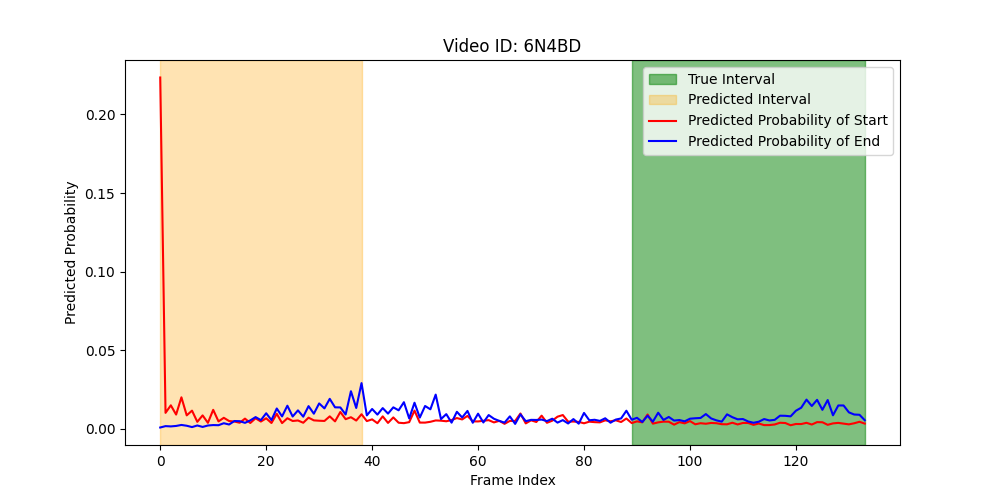 Video ID: 6N4BD
True Interval
Predicted Interval
Predicted Probability of Start
Predicted Probability of End
Predicted Probability
0.20
0.15
0.10
0.05
0.00
0 20 40 60 80 100 120
Frame Index